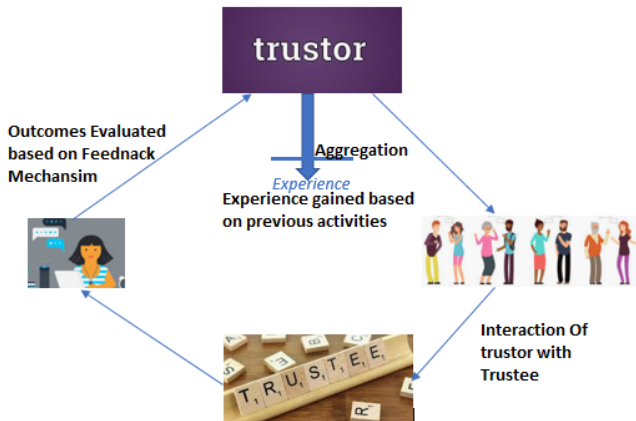 trustor
Outcomes Evaluated
based on Feednack
Mechansim
Aggregation
Experience
Experience gained based
on previous activities
Interaction Of
trustor with
Trustee
TRUSTEE